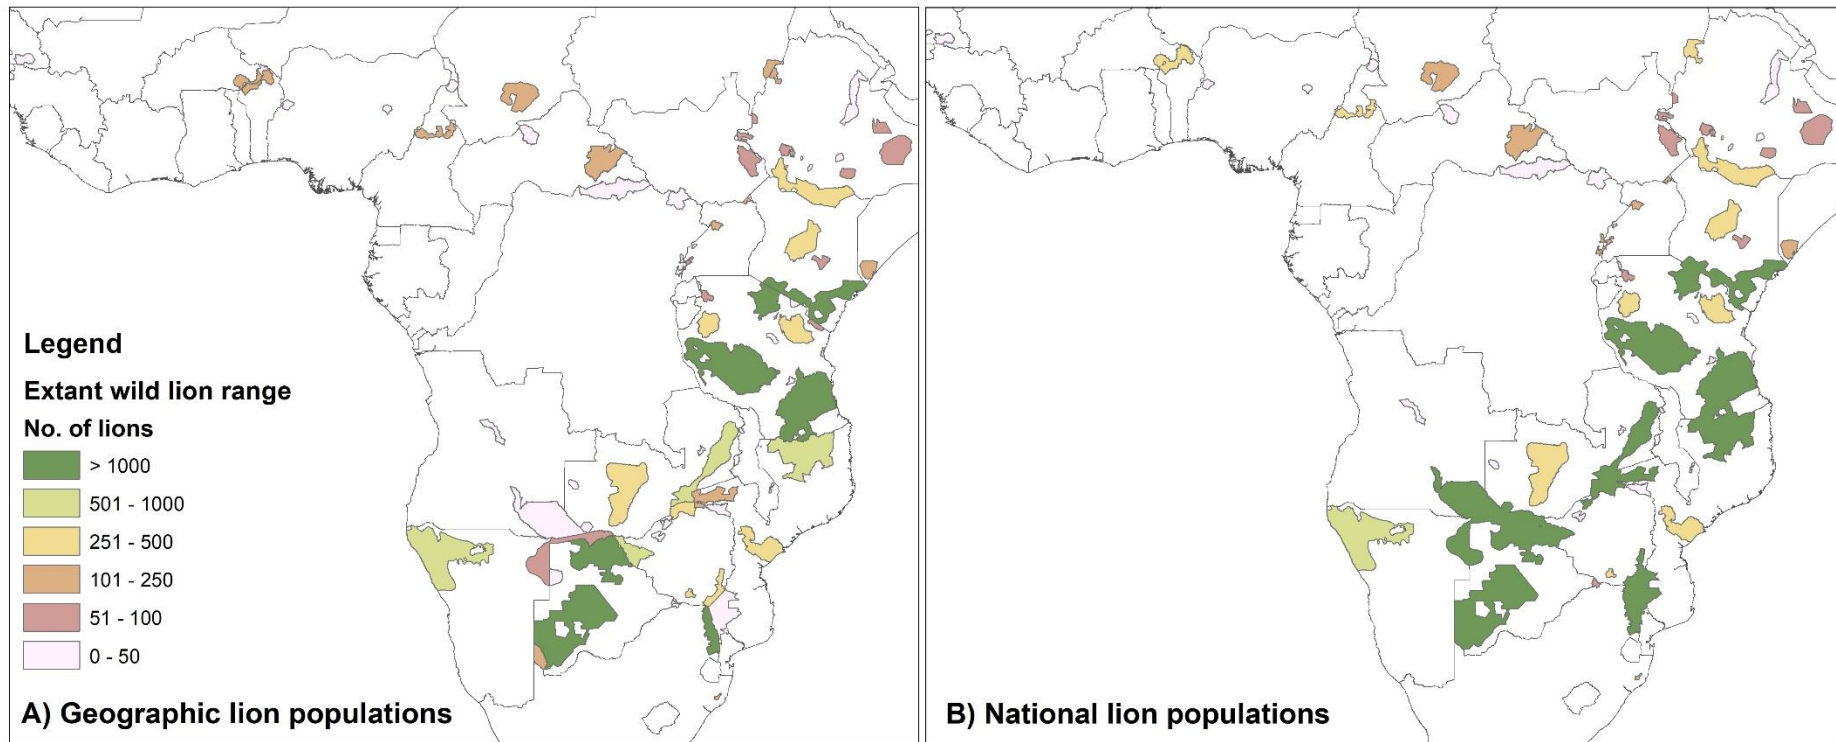 Legend
Extant wild lion range
No. of lions
> 1000
501 - 1000
251 - 500
101 - 250
51 - 100
0 - 50
A) Geographic lion populations
B) National lion populations